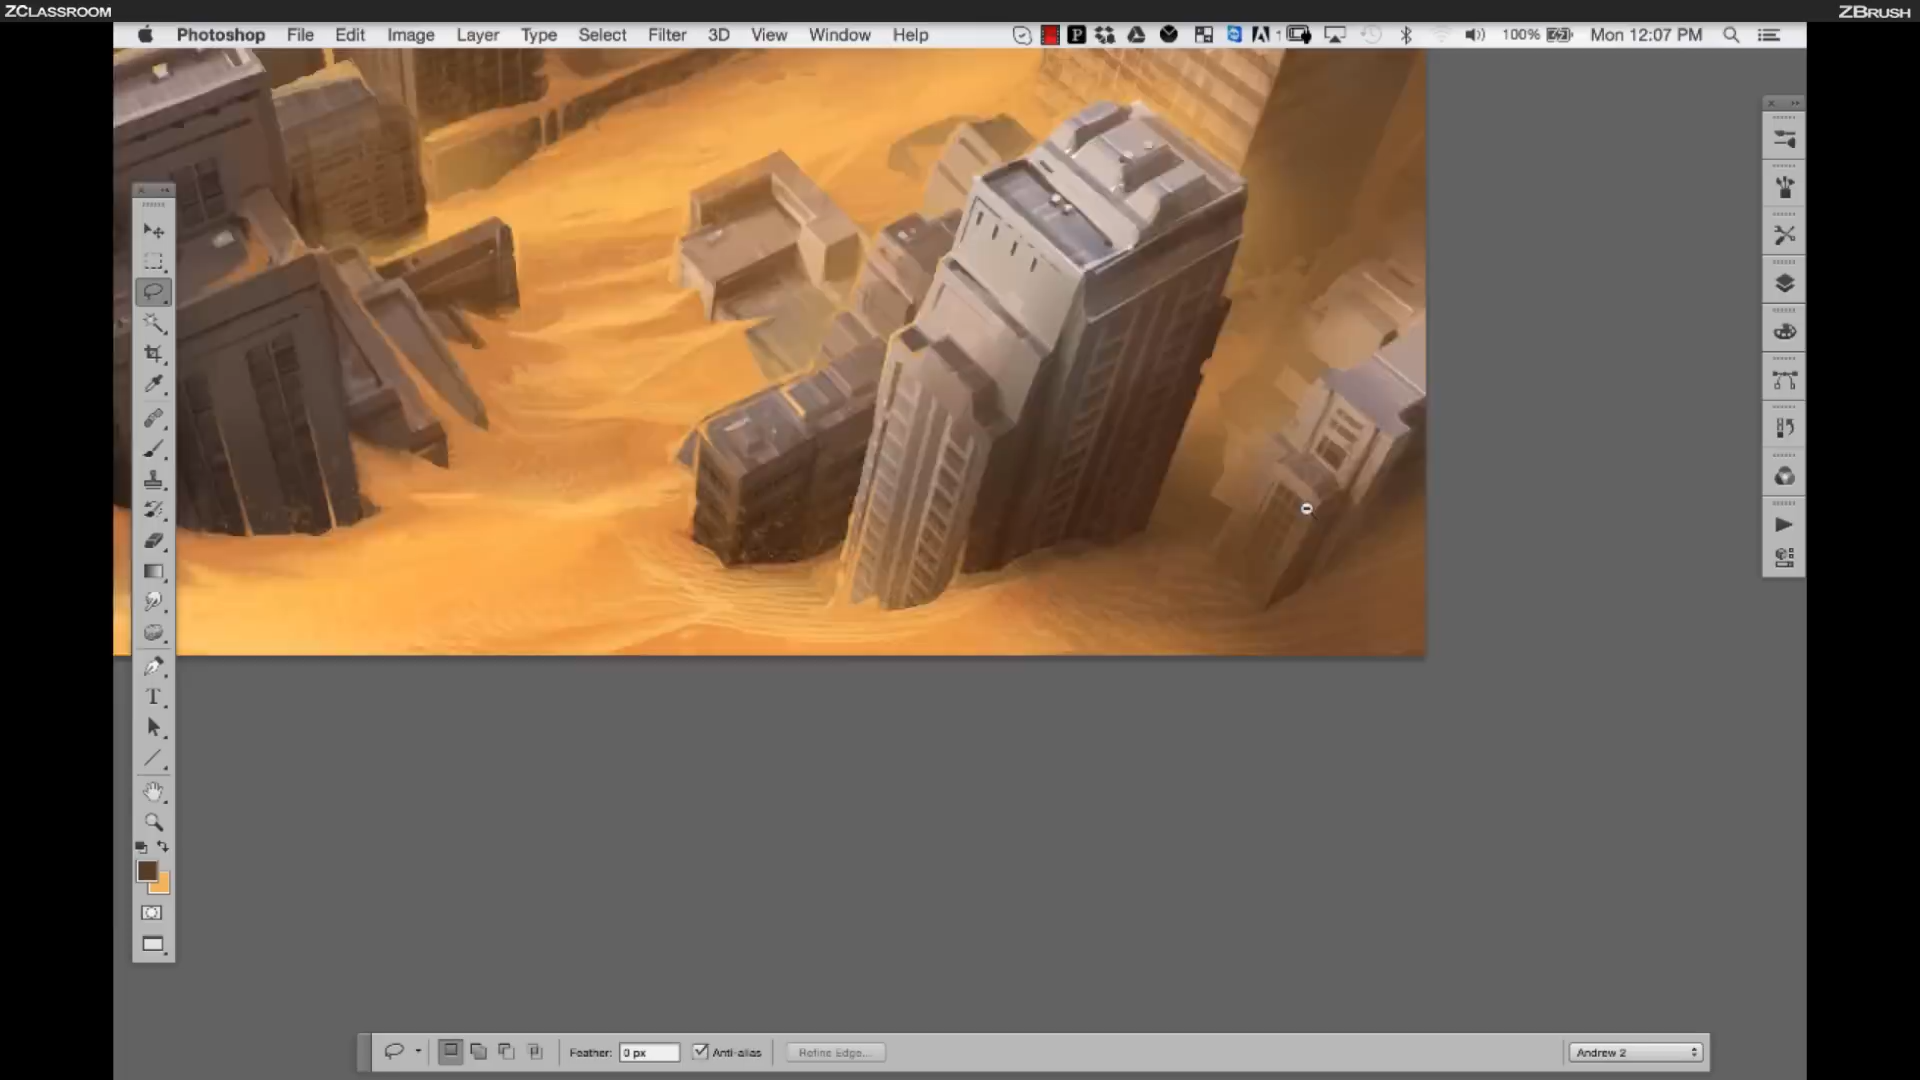 ZCLASSROOM
ZBRUSH
Photoshop File Edit Image Layer Type Select Filter 3D View Window Help 1 100% Mon 12:07 PM
T
Feather: 0 px Anti-alias Refine Edge... Andrew 2